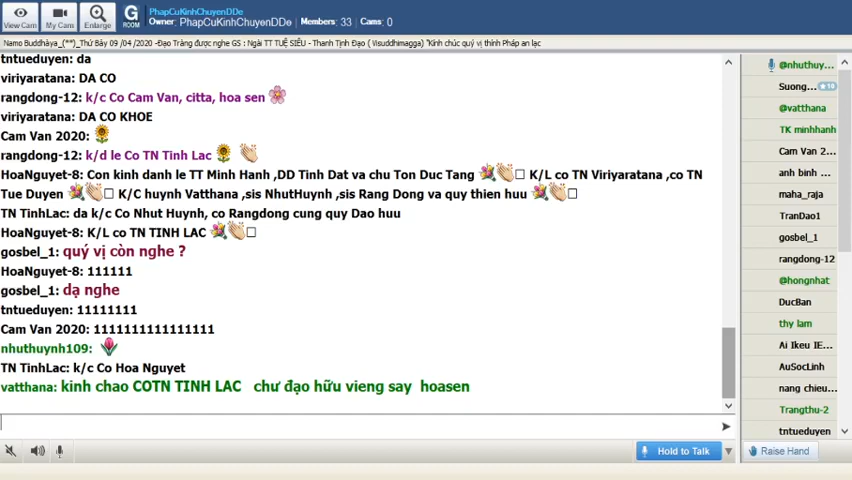 View Cam
My Cam
Enlarge
G
ROOM
PhapCuKinhChuyenDDe
Owner: PhapCuKinhChuyenDDe | Members: 33 | Cams: 0
Namo Buddhàya_(**)_Thứ Bảy 09 /04 /2020 -Đạo Tràng được nghe GS : Ngài TT TUỆ SIÊU - Thanh Tịnh Đạo ( Visuddhimagga) "Kính chúc quý vị thính Pháp an lạc
tntueduyen: da
viriyaratana: DA CO
rangdong-12: k/c Co Cam Van, citta, hoa sen
viriyaratana: DA CO KHOE
Cam Van 2020:
rangdong-12: k/d le Co TN Tinh Lac
HoaNguyet-8: Con kinh danh le TT Minh Hanh ,DD Tinh Dat va chu Ton Duc Tang K/L co TN Viriyaratana ,co TN
Tue Duyen K/C huynh Vatthana ,sis NhutHuynh ,sis Rang Dong va quy thien huu
TN TinhLac: da k/c Co Nhut Huynh, co Rangdong cung quy Dao huu
HoaNguyet-8: K/L co TN TINH LAC
gosbel_1: quý vị còn nghe ?
HoaNguyet-8: 111111
gosbel_1: dạ nghe
tntueduyen: 11111111
Cam Van 2020: 1111111111111111
nhuthuynh109:
TN TinhLac: k/c Co Hoa Nguyet
vatthana: kinh chao COTN TINH LAC chư đạo hữu vieng say hoasen
@nhuthuy...
Suong...
10
@vatthana
TK minhhanh
Cam Van 2...
anh binh ...
maha_raja
TranDao1
gosbel_1
rangdong-12
@hongnhat
DucBan
thy lam
Ai Ikeu IE...
AuSocLinh
nang chieu...
Trangthu-2
tntueduyen
Hold to Talk
Raise Hand